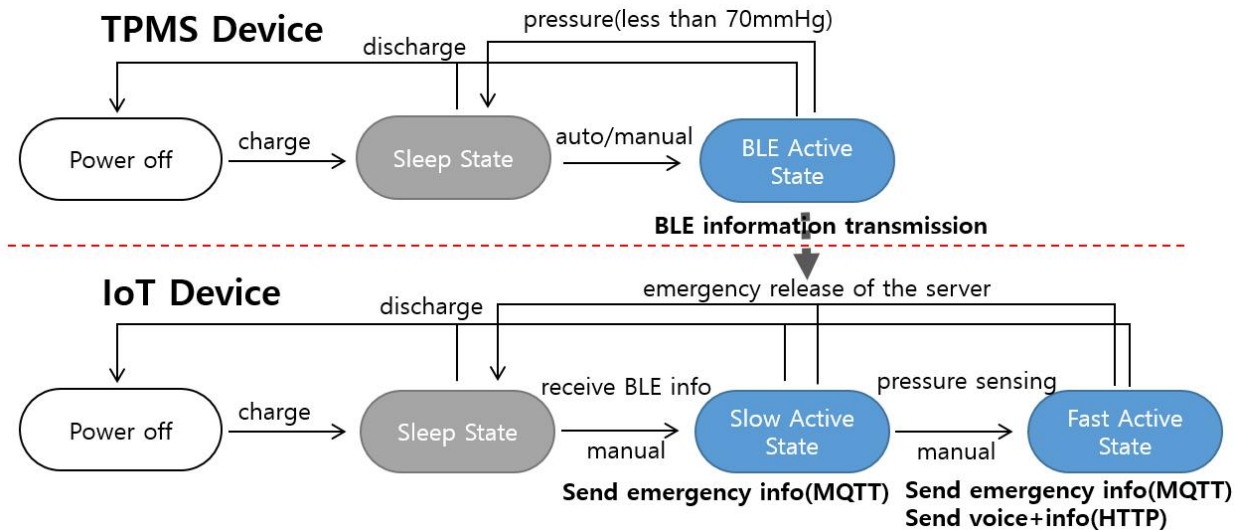 TPMS Device
pressure(less than 70mmHg)
discharge
Power off
charge
Sleep State
auto/manual
BLE Active
State
BLE information transmission
IoT Device
emergency release of the server
discharge
Power off
charge
Sleep State
receive BLE info
manual
Slow Active
State
pressure sensing
manual
Fast Active
State
Send emergency info(MQTT)
Send emergency info(MQTT)
Send voice+info(HTTP)